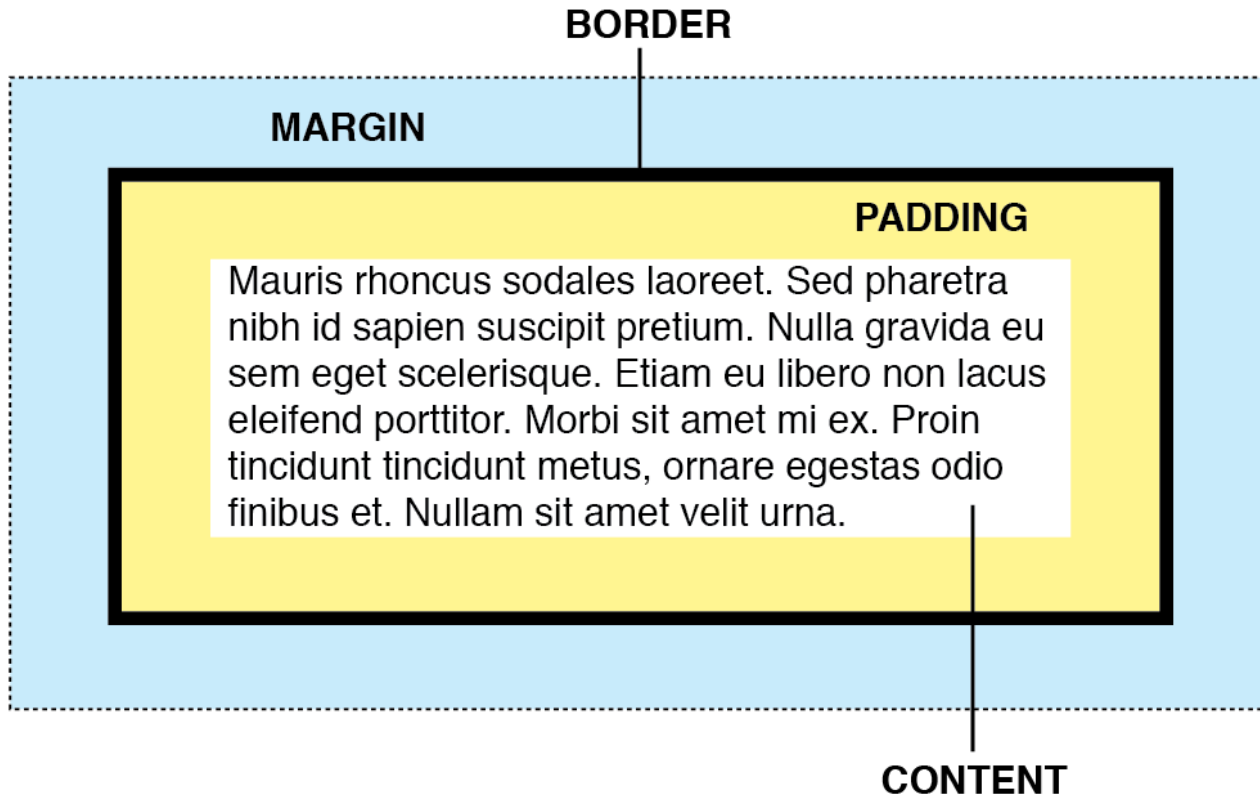 BORDER
MARGIN
PADDING
Mauris rhoncus sodales laoreet. Sed pharetra
nibh id sapien suscipit pretium. Nulla gravida eu
sem eget scelerisque. Etiam eu libero non lacus
eleifend porttitor. Morbi sit amet mi ex. Proin
tincidunt tincidunt metus, ornare egestas odio
finibus et. Nullam sit amet velit urna.
CONTENT